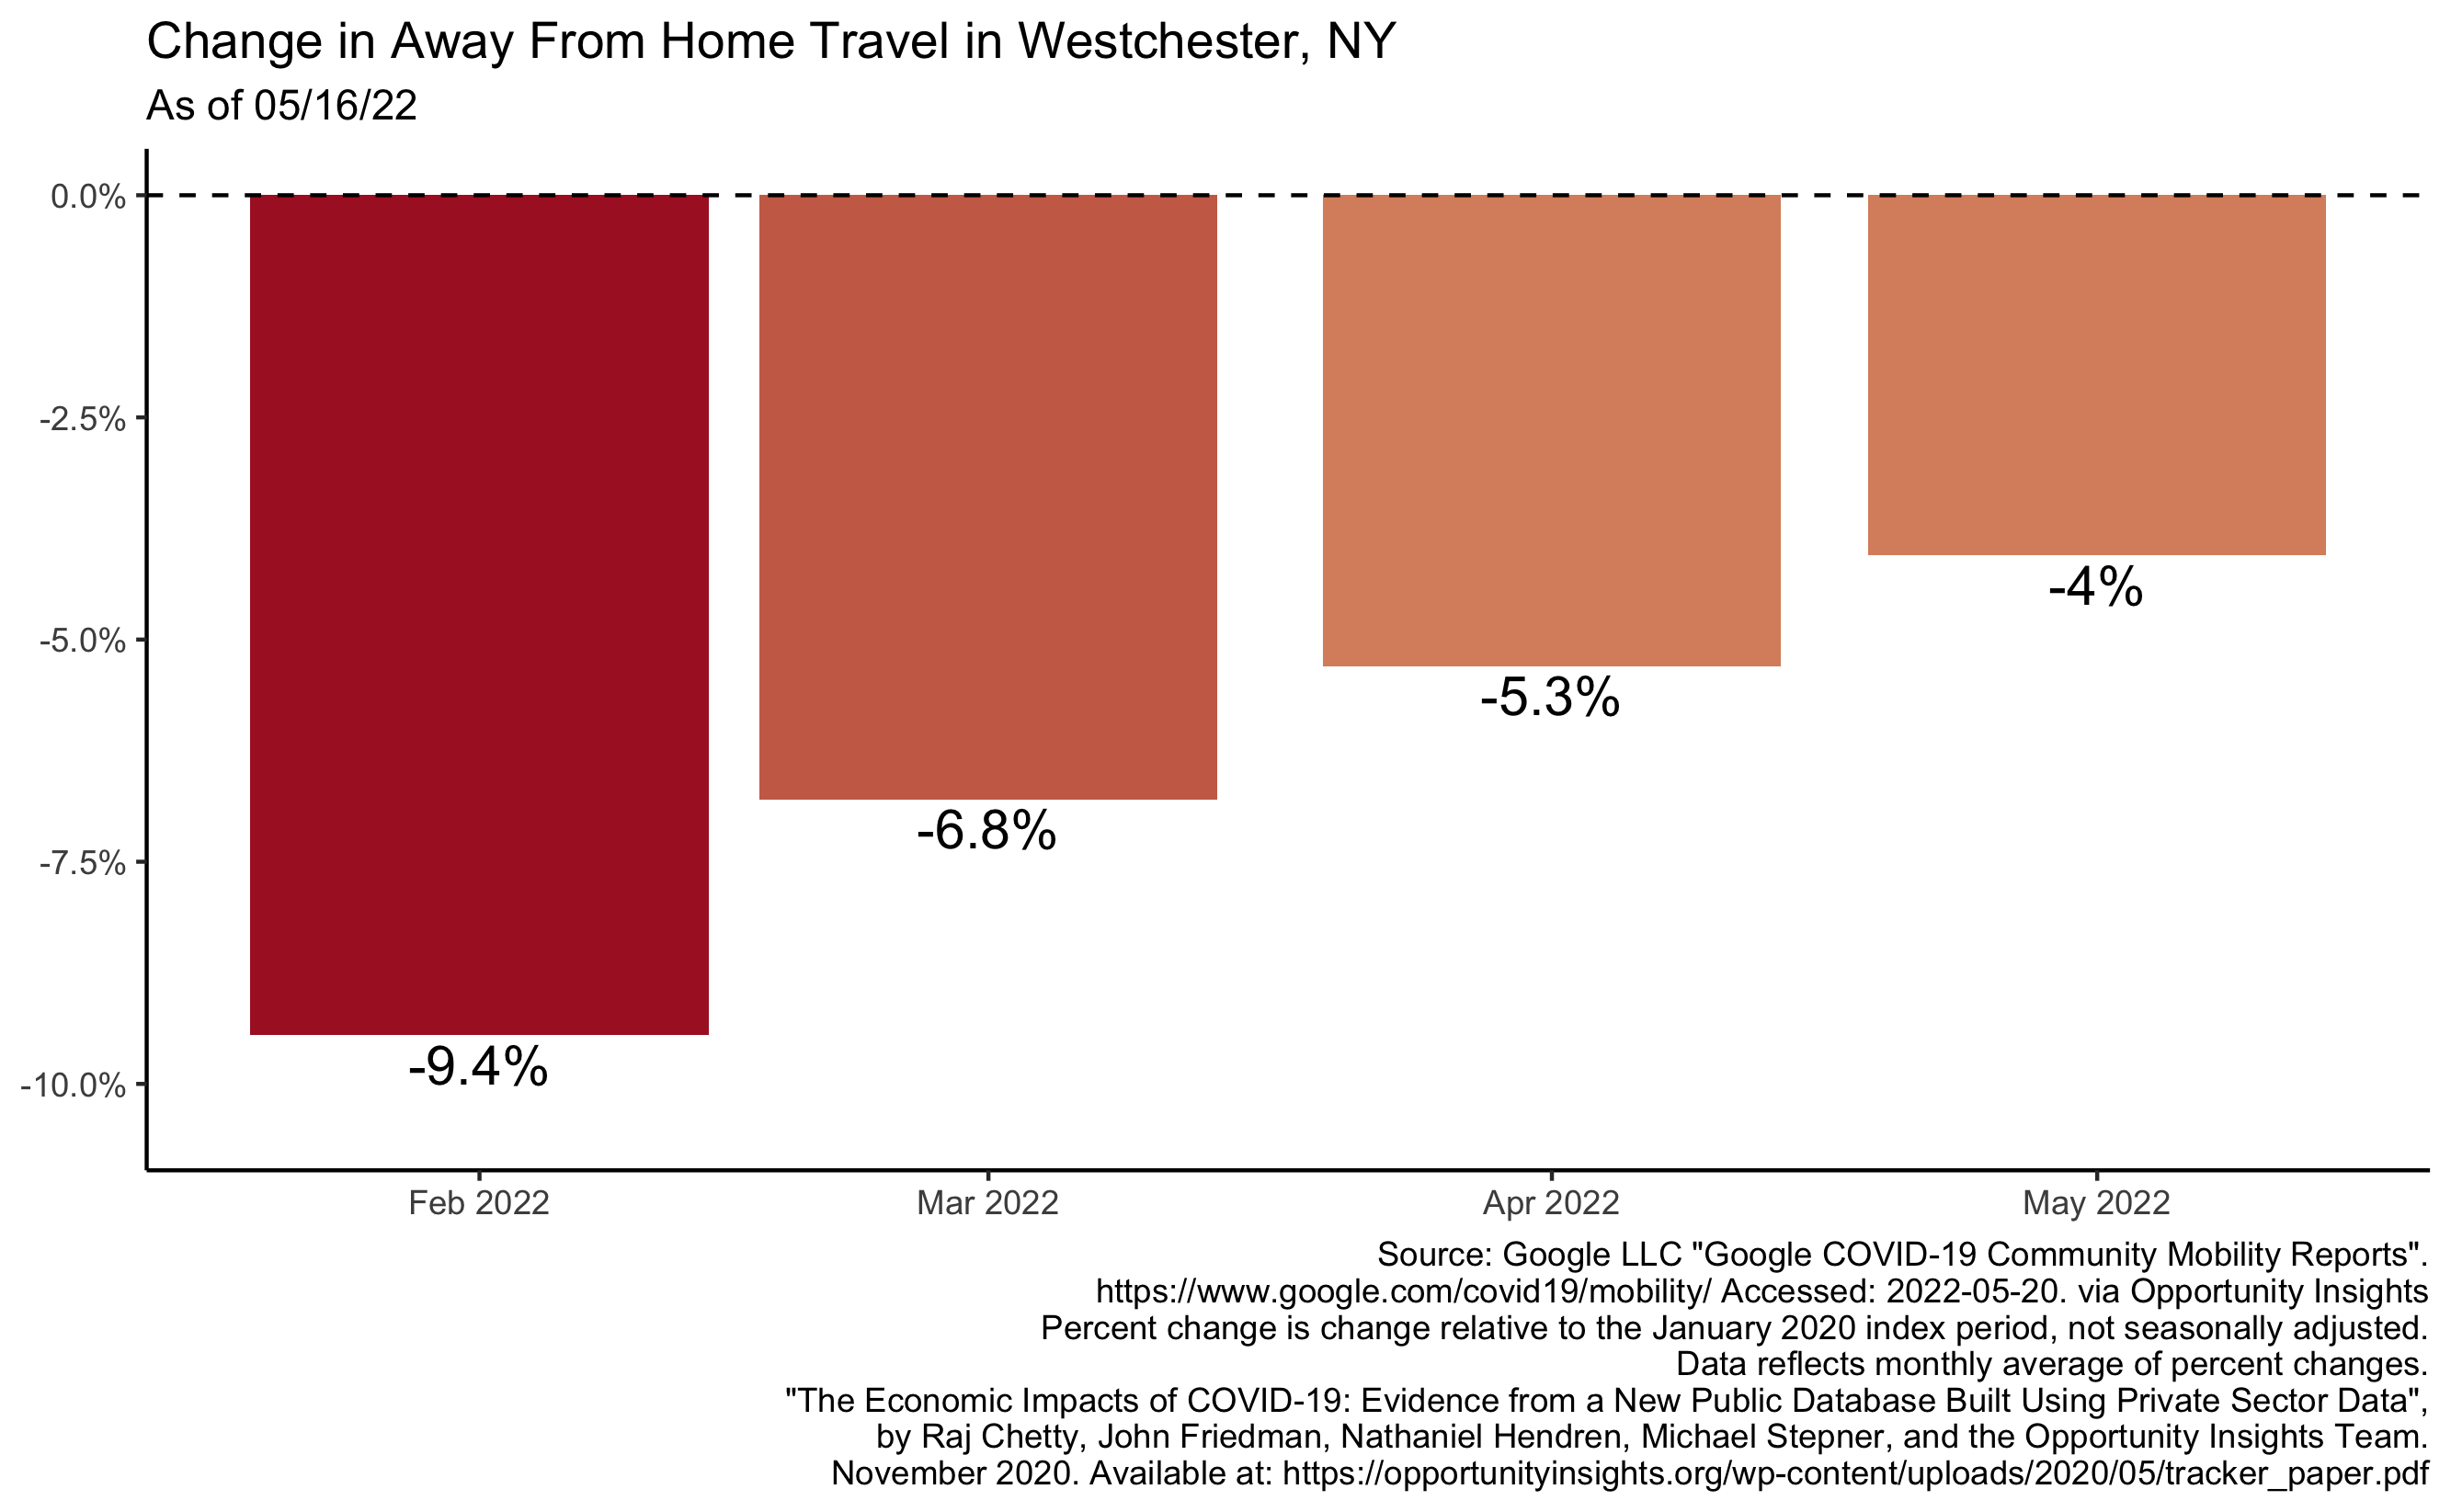 Change in Away From Home Travel in Westchester, NY
As of 05/16/22
0.0%
-2.5%
-5.0%
-7.5%
-10.0%
-9.4%
-6.8%
-5.3%
-4%
Feb 2022
Mar 2022
Apr 2022
May 2022
Source: Google LLC "Google COVID-19 Community Mobility Reports".
https://www.google.com/covid19/mobility/ Accessed: 2022-05-20. via Opportunity Insights
Percent change is change relative to the January 2020 index period, not seasonally adjusted.
Data reflects monthly average of percent changes.
"The Economic Impacts of COVID-19: Evidence from a New Public Database Built Using Private Sector Data",
by Raj Chetty, John Friedman, Nathaniel Hendren, Michael Stepner, and the Opportunity Insights Team.
November 2020. Available at: https://opportunityinsights.org/wp-content/uploads/2020/05/tracker_paper.pdf